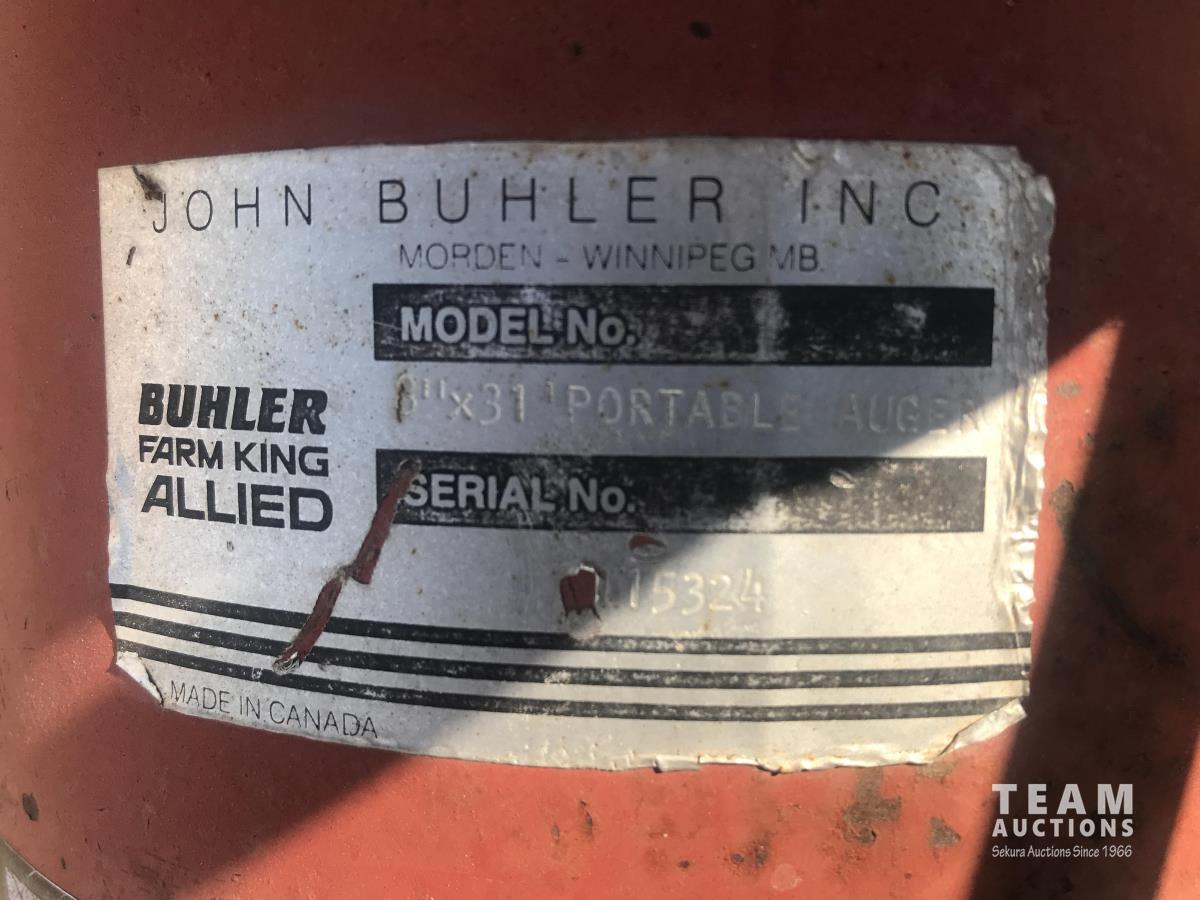 JOHN BUHLER INC.
MORDEN - WINNIPEG MB.
MODEL No.
x31' PORTABLE AUGER
BUHLER
FARM KING
ALLIED
SERIAL No.
15324
MADE IN CANADA
TEAM
AUCTIONS
Sekura Auctions Since 1966